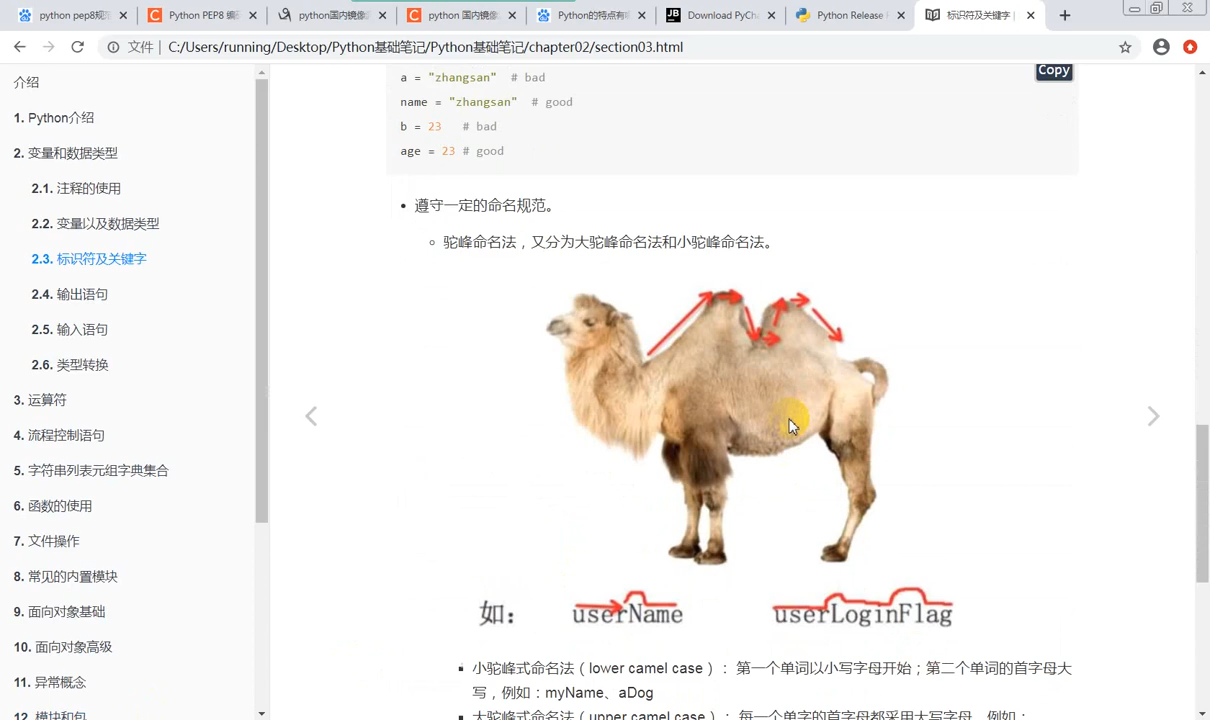 python pep8规范
Python PEP8 编
python国内镜像
python 国内镜像
Python的特点有
Download PyCha
Python Release
标识符及关键字 |
文件 | C:/Users/running/Desktop/Python基础笔记/Python基础笔记/chapter02/section03.html
介绍
1. Python介绍
2. 变量和数据类型
2.1. 注释的使用
2.2. 变量以及数据类型
2.3. 标识符及关键字
2.4. 输出语句
2.5. 输入语句
2.6. 类型转换
3. 运算符
4. 流程控制语句
5. 字符串列表元组字典集合
6. 函数的使用
7. 文件操作
8. 常见的内置模块
9. 面向对象基础
10. 面向对象高级
11. 异常概念
12. 模块和包
Copy
a = "zhangsan" # bad
name = "zhangsan" # good
b = 23 # bad
age = 23 # good
遵守一定的命名规范。
驼峰命名法，又分为大驼峰命名法和小驼峰命名法。
如： userName userLoginFlag
小驼峰式命名法（lower camel case）： 第一个单词以小写字母开始；第二个单词的首字母大
写，例如：myName、aDog
大驼峰式命名法（upper camel case）： 每一个单字的首字母都采用大写字母，例如：